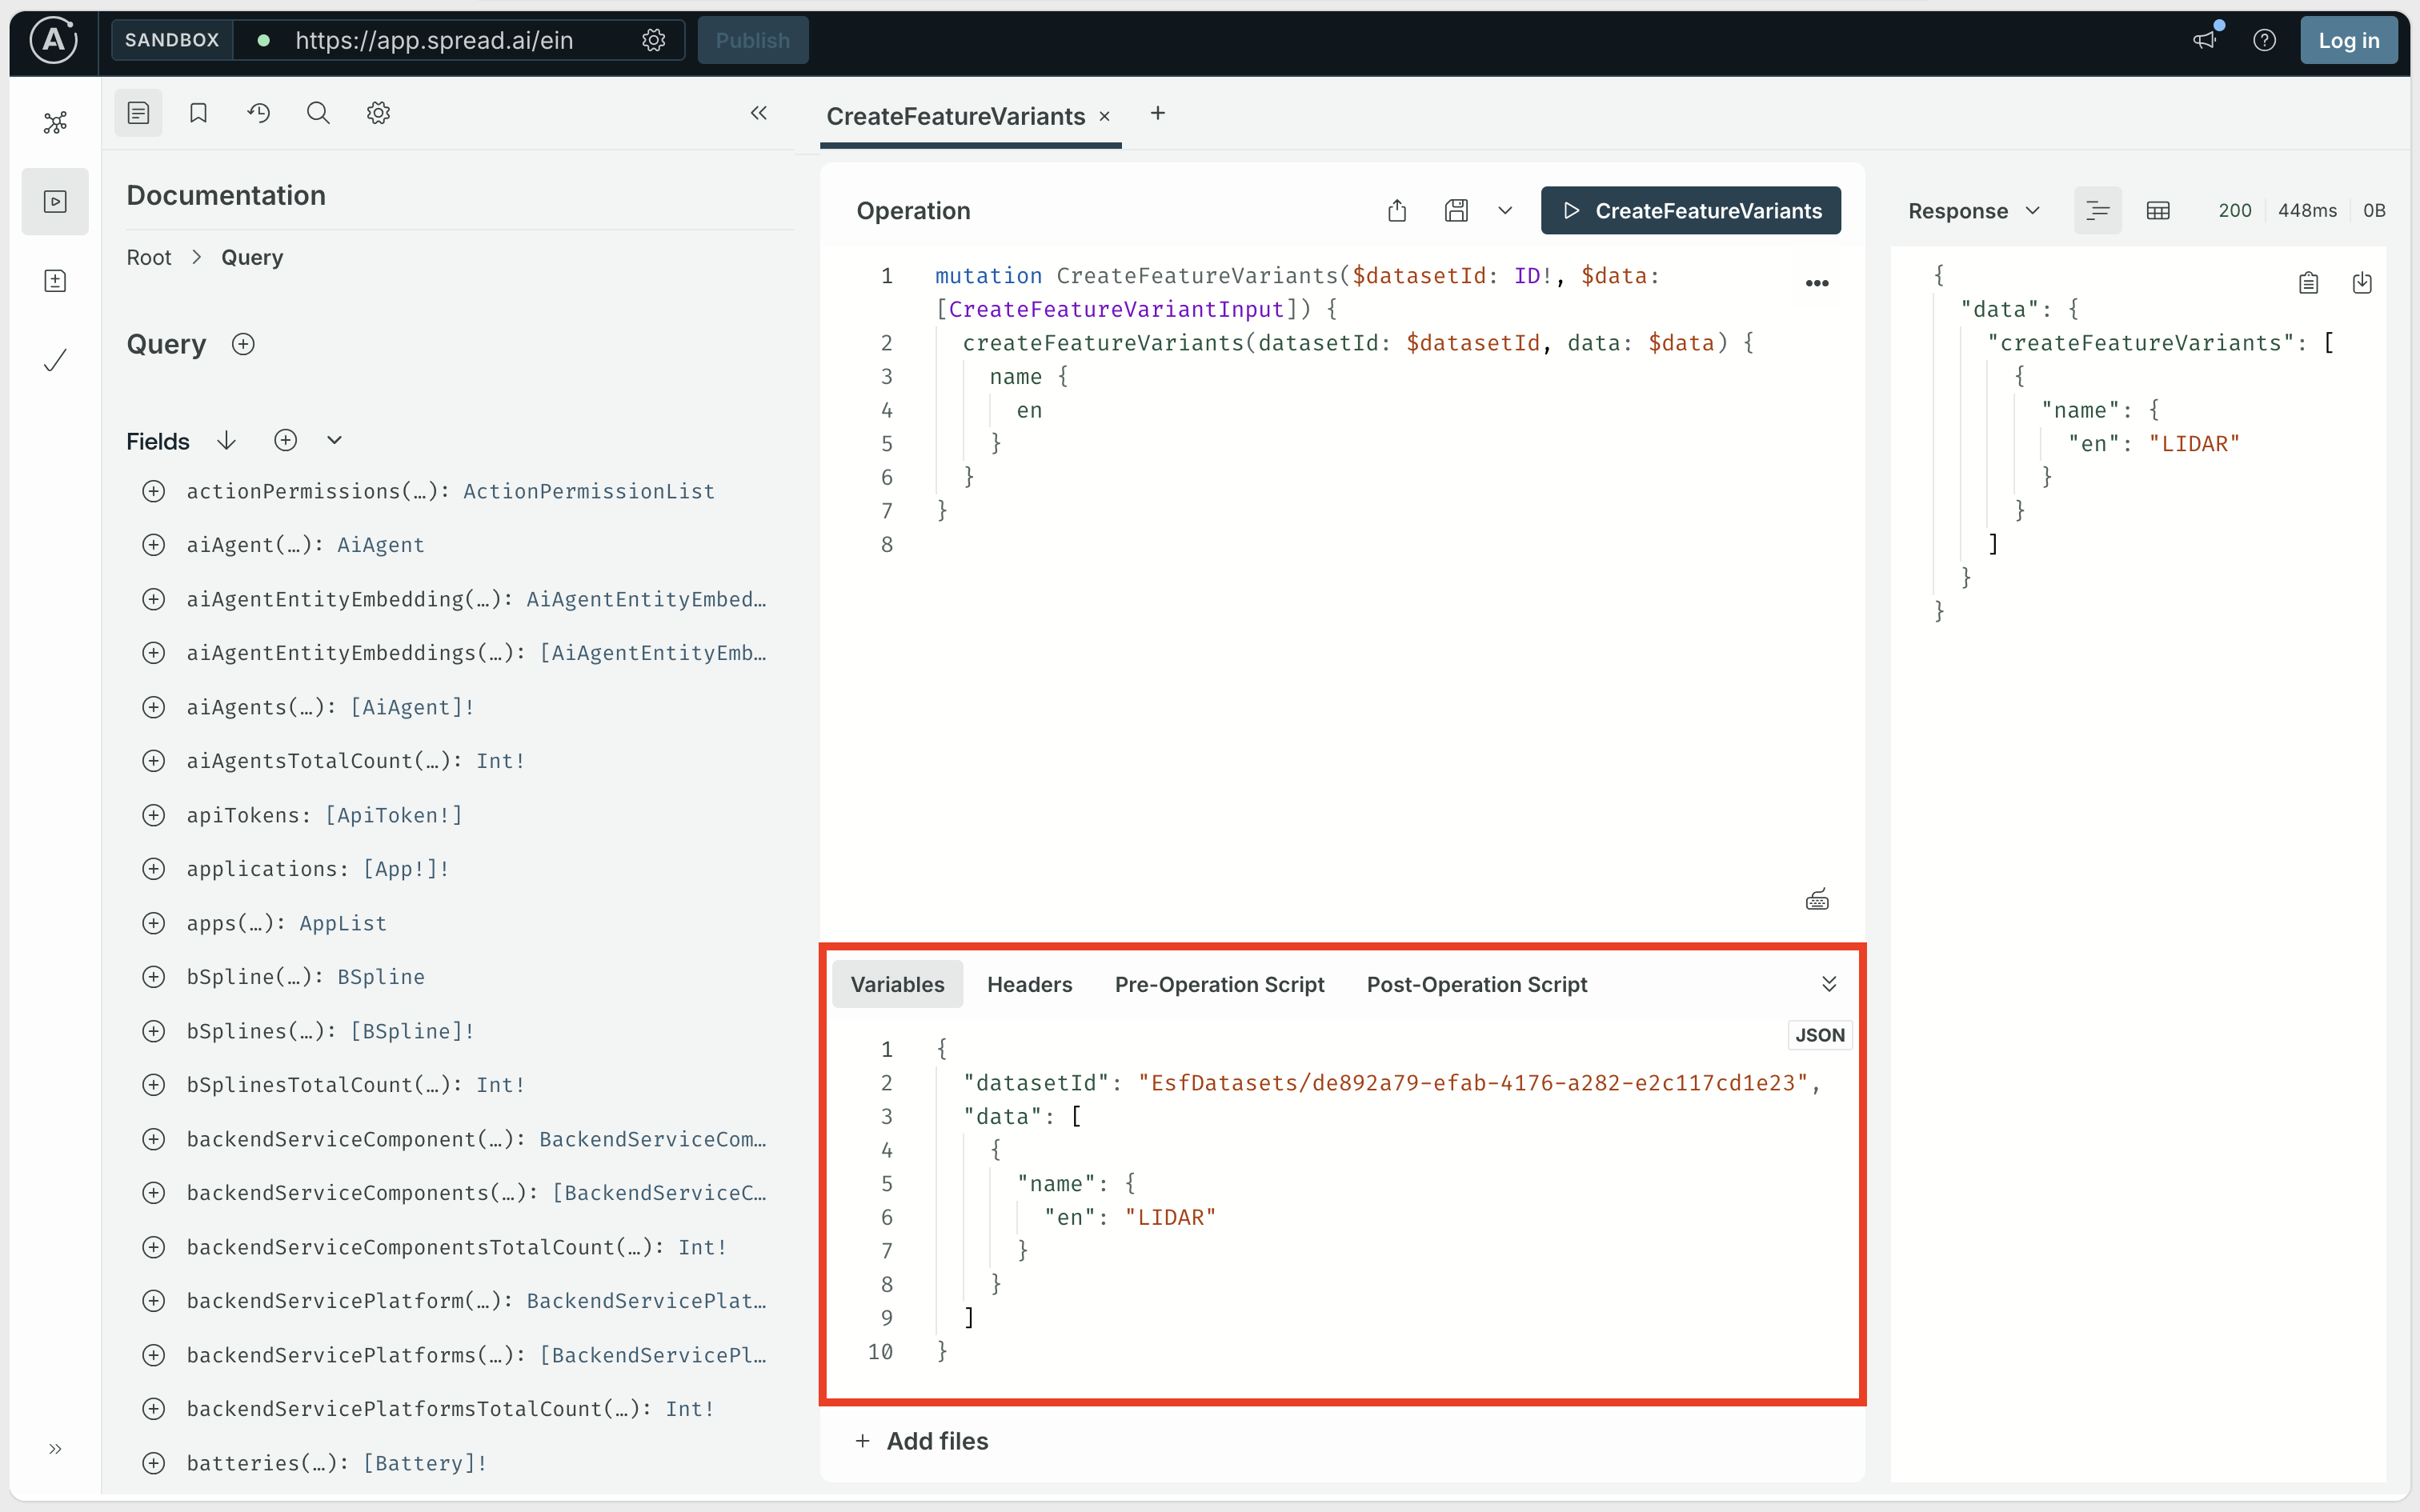 A SANDBOX https://app.spread.ai/ein Publish Log in
CreateFeatureVariants × +
Documentation
Root > Query
Query
Fields
actionPermissions(…): ActionPermissionList
aiAgent(…): AiAgent
aiAgentEntityEmbedding(…): AiAgentEntityEmbed…
aiAgentEntityEmbeddings(…): [AiAgentEntityEmb…
aiAgents(…): [AiAgent]!
aiAgentsTotalCount(…): Int!
apiTokens: [ApiToken!]
applications: [App!]!
apps(…): AppList
bSpline(…): BSpline
bSplines(…): [BSpline]!
bSplinesTotalCount(…): Int!
backendServiceComponent(…): BackendServiceCom…
backendServiceComponents(…): [BackendServiceC…
backendServiceComponentsTotalCount(…): Int!
backendServicePlatform(…): BackendServicePlat…
backendServicePlatforms(…): [BackendServicePl…
backendServicePlatformsTotalCount(…): Int!
batteries(…): [Battery]!
Operation CreateFeatureVariants
1 mutation CreateFeatureVariants($datasetId: ID!, $data:
[CreateFeatureVariantInput]) {
2 createFeatureVariants(datasetId: $datasetId, data: $data) {
3 name {
4 en
5 }
6 }
7 }
8
Variables Headers Pre-Operation Script Post-Operation Script
JSON
1 {
2 "datasetId": "EsfDatasets/de892a79-efab-4176-a282-e2c117cd1e23",
3 "data": [
4 {
5 "name": {
6 "en": "LIDAR"
7 }
8 }
9 ]
10 }
+ Add files
Response 200 448ms 0B
{
"data": {
"createFeatureVariants": [
{
"name": {
"en": "LIDAR"
}
}
]
}
}